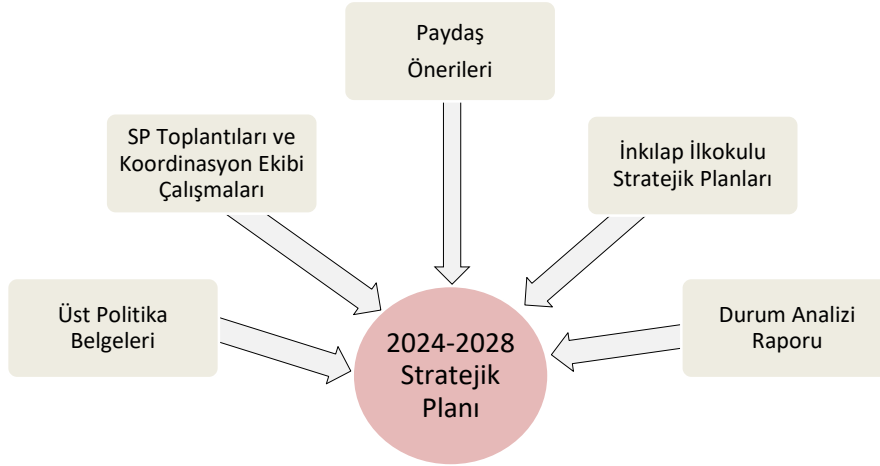 Paydaş
Önerileri
SP Toplantıları ve
Koordinasyon Ekibi
Çalışmaları
İnkılap İlkokulu
Stratejik Planları
Üst Politika
Belgeleri
Durum Analizi
Raporu
2024-2028
Stratejik
Planı